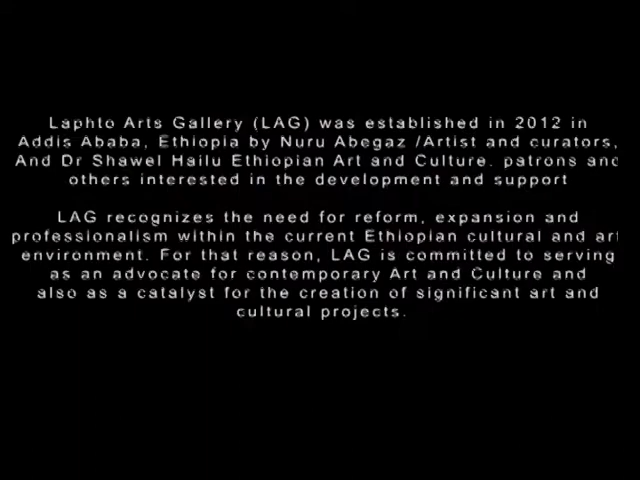 Laphto Arts Gallery (LAG) was established in 2012 in
Addis Ababa, Ethiopia by Nuru Abegaz /Artist and curators,
And Dr Shawel Hailu Ethiopian Art and Culture. patrons and
others interested in the development and support
LAG recognizes the need for reform, expansion and
professionalism within the current Ethiopian cultural and art
environment. For that reason, LAG is committed to serving
as an advocate for contemporary Art and Culture and
also as a catalyst for the creation of significant art and
cultural projects.